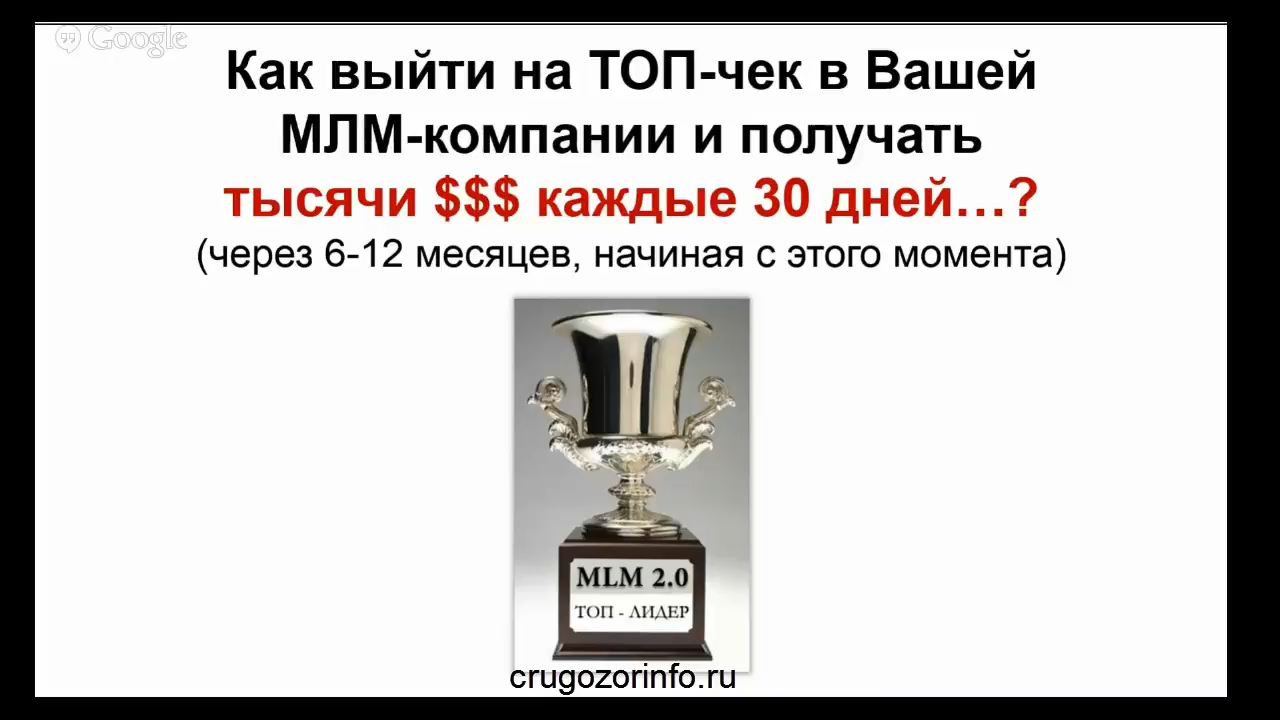 Google
Как выйти на ТОП-чек в Вашей
МЛМ-компании и получать
тысячи $$$ каждые 30 дней...?
(через 6-12 месяцев, начиная с этого момента)
MLM 2.0
ТОП - ЛИДЕР
crugozorinfo.ru